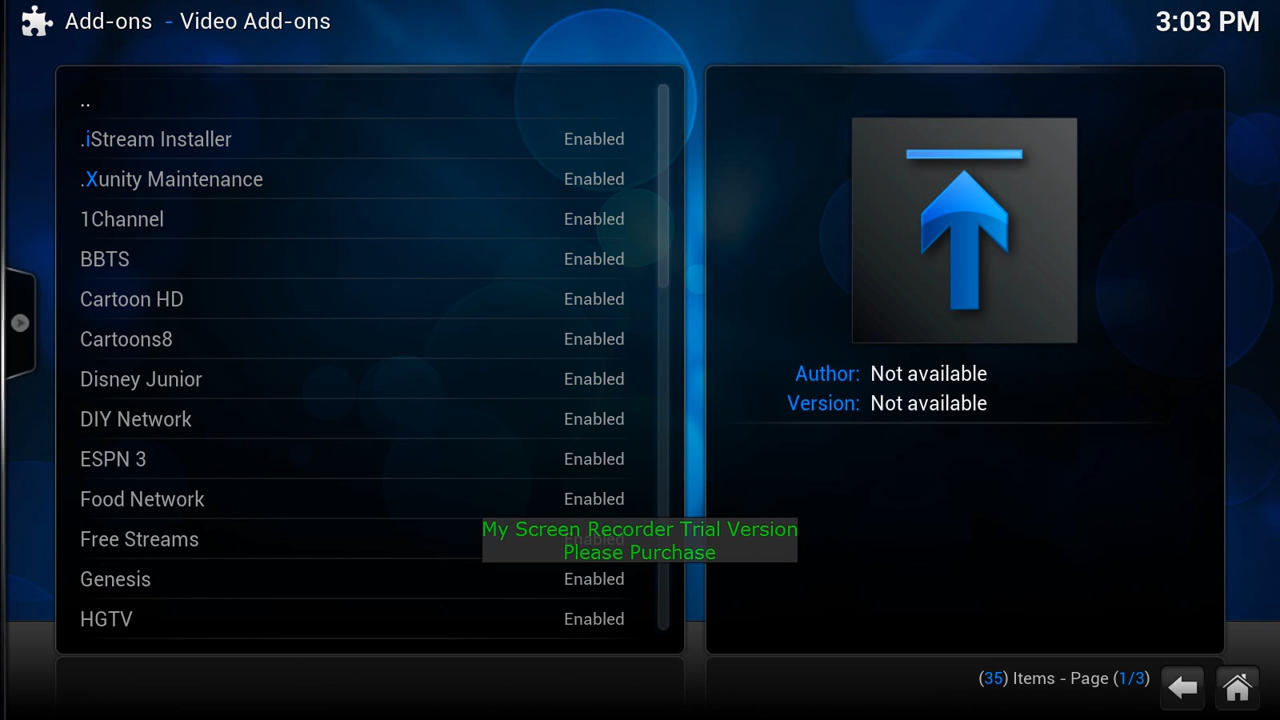 Add-ons - Video Add-ons
3:03 PM
..
.iStream Installer Enabled
.Xunity Maintenance Enabled
1Channel Enabled
BBTS Enabled
Cartoon HD Enabled
Cartoons8 Enabled
Disney Junior Enabled
DIY Network Enabled
ESPN 3 Enabled
Food Network Enabled
Free Streams Enabled
Genesis Enabled
HGTV Enabled
My Screen Recorder Trial Version
Please Purchase
Author: Not available
Version: Not available
(35) Items - Page (1/3)